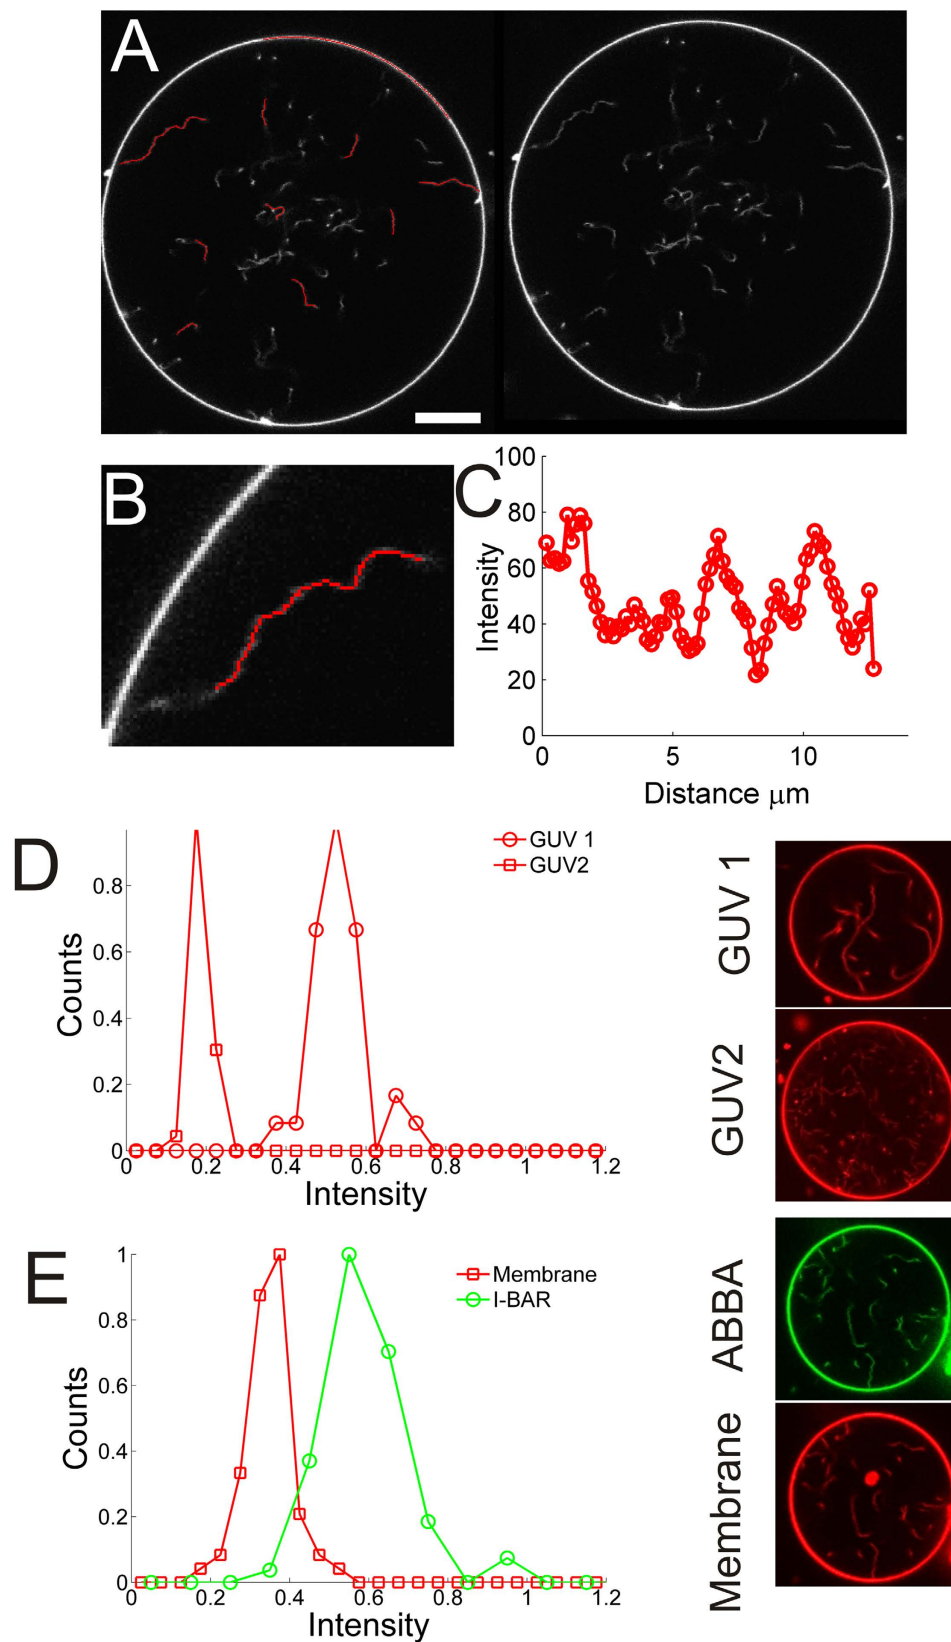 A
B
C
100
80
60
40
20
0
Intensity
0
5
10
Distance μm
D
GUV 1
GUV2
0.8
0.6
0.4
0.2
0
Counts
0
0.2
0.4
0.6
0.8
1
1.2
Intensity
GUV 1
GUV2
E
Membrane
I-BAR
1
0.8
0.6
0.4
0.2
0
Counts
0
0.2
0.4
0.6
0.8
1
1.2
Intensity
ABBA
Membrane